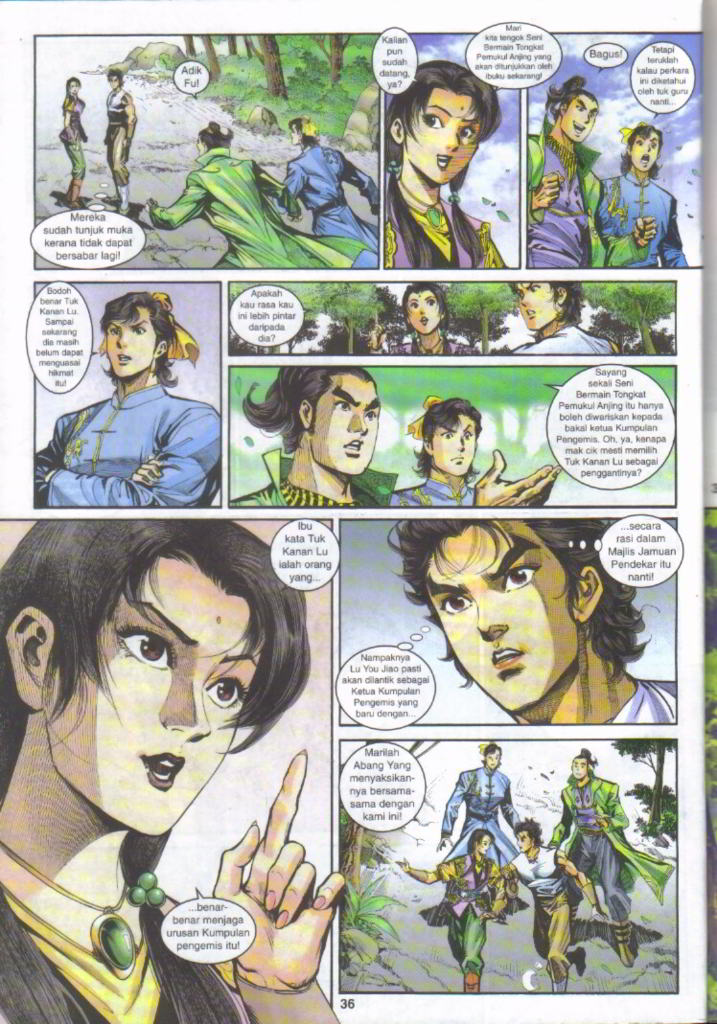 Adik
Fu!
Mereka
sudah tunjuk muka
kerana tidak dapat
bersabar lagi!
Kalian
pun
sudah
datang,
ya?
Mari
kita tengok Seni
Bermain Tongkat
Pemukul Anjing yang
akan ditunjukkan oleh
ibuku sekarang!
Bagus!
Tetapi
teruklah
kalau perkara
ini diketahui
oleh tuk guru
nanti...
Bodoh
benar Tuk
Kanan Lu.
Sampai
sekarang
dia masih
belum dapat
menguasai
hikmat
itu!
Apakah
kau rasa kau
ini lebih pintar
daripada
dia?
Sayang
sekali Seni
Bermain Tongkat
Pemukul Anjing itu hanya
boleh diwariskan kepada
bakal ketua Kumpulan
Pengemis. Oh, ya, kenapa
mak cik mesti memilih
Tuk Kanan Lu sebagai
penggantinya?
Ibu
kata Tuk
Kanan Lu
ialah orang
yang...
...benar-
benar menjaga
urusan Kumpulan
pengemis itu!
Nampaknya
Lu You Jiao pasti
akan dilantik sebagai
Ketua Kumpulan
Pengemis yang
baru dengan...
...secara
rasi dalam
Majlis Jamuan
Pendekar itu
nanti!
Marilah
Abang Yang
menyaksikan-
nya bersama-
sama dengan
kami ini!
36